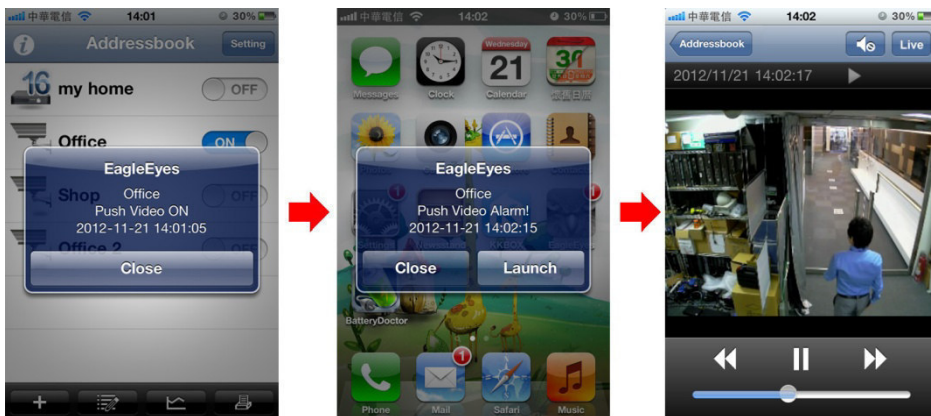 中華電信 14:01 30%
Addressbook Setting
16 my home OFF
Office ON
Shop OFF
Office 2 OFF
EagleEyes
Office
Push Video ON
2012-11-21 14:01:05
Close
中華電信 14:02 30%
Wednesday
21
Messages Clock Calendar
1
EagleEyes
Office
Push Video Alarm!
2012-11-21 14:02:15
Close Launch
BatteryDoctor
1
Phone Mail Safari Music
中華電信 14:02 30%
Addressbook Live
2012/11/21 14:02:17